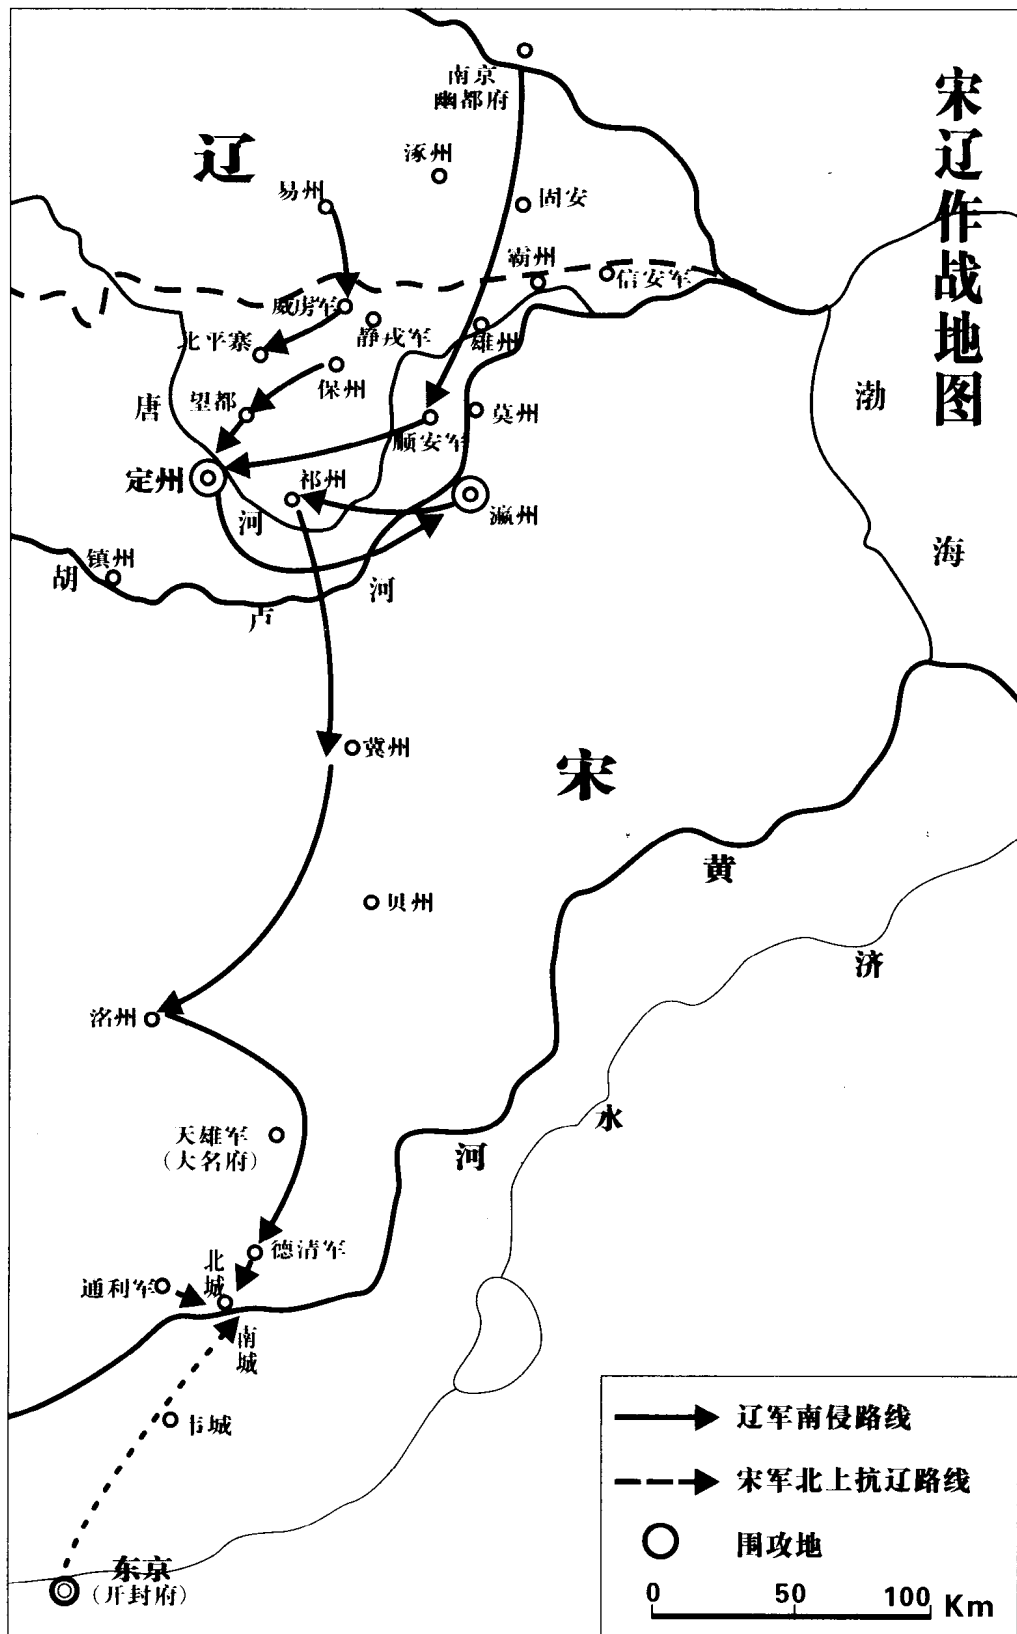 宋辽作战地图
南京
幽都府
辽
涿州
易州
固安
霸州
信安军
威虏军
静戎军
雄州
北平寨
保州
望都
唐
莫州
顺安军
渤
定州
祁州
瀛州
河
海
镇州
胡
卢
河
冀州
宋
黄
贝州
济
洺州
水
天雄军
(大名府)
河
德清军
北城
通利军
南城
韦城
东京
(开封府)
辽军南侵路线
宋军北上抗辽路线
围攻地
0 50 100 Km